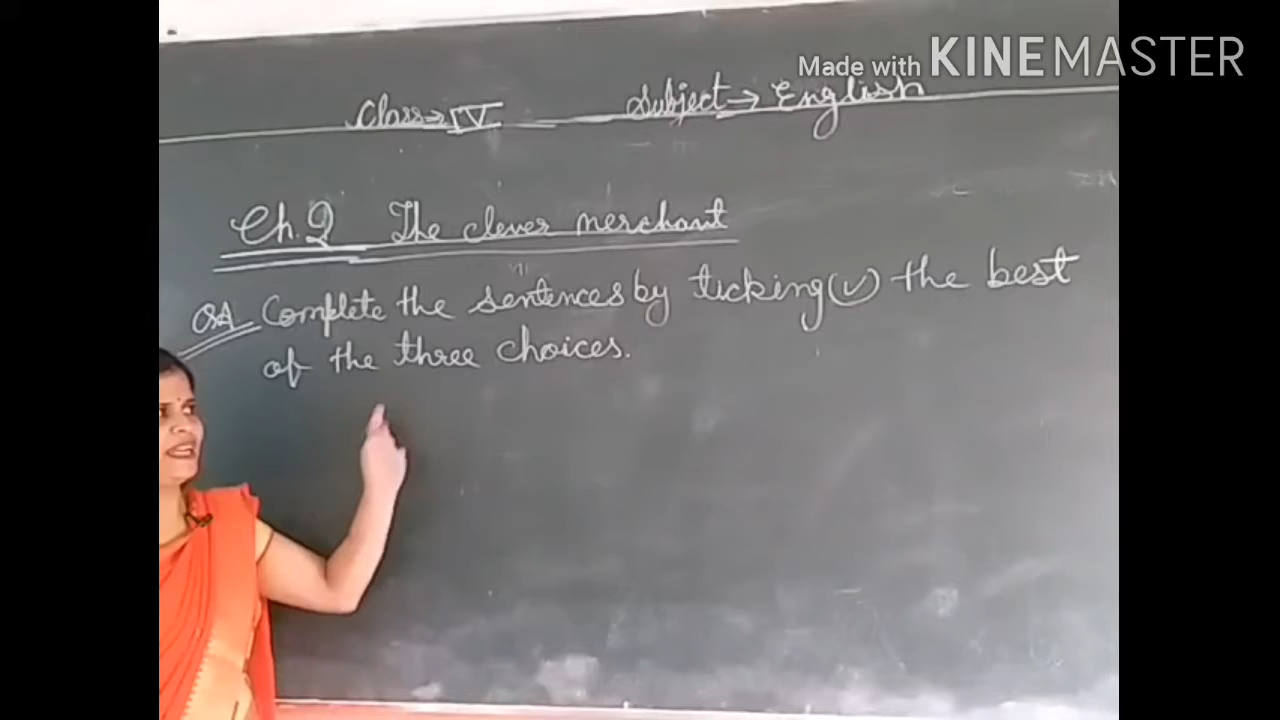 Made with KINEMASTER
Class→IV Subject→English
Ch.2 The clever merchant
QA Complete the sentences by ticking(✓) the best
of the three choices.